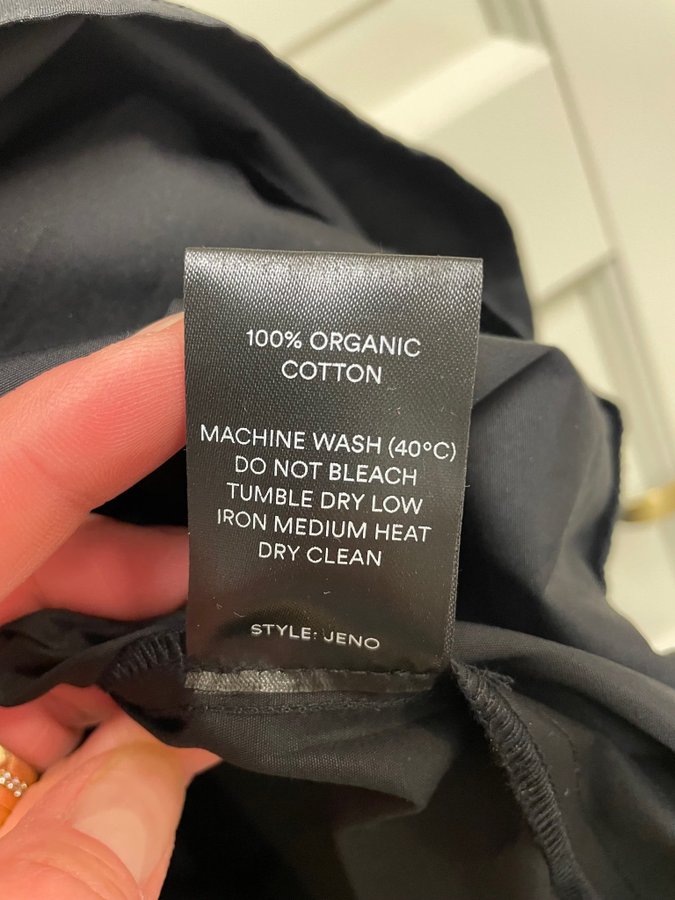 100% ORGANIC
COTTON
MACHINE WASH (40°C)
DO NOT BLEACH
TUMBLE DRY LOW
IRON MEDIUM HEAT
DRY CLEAN
STYLE: JENO